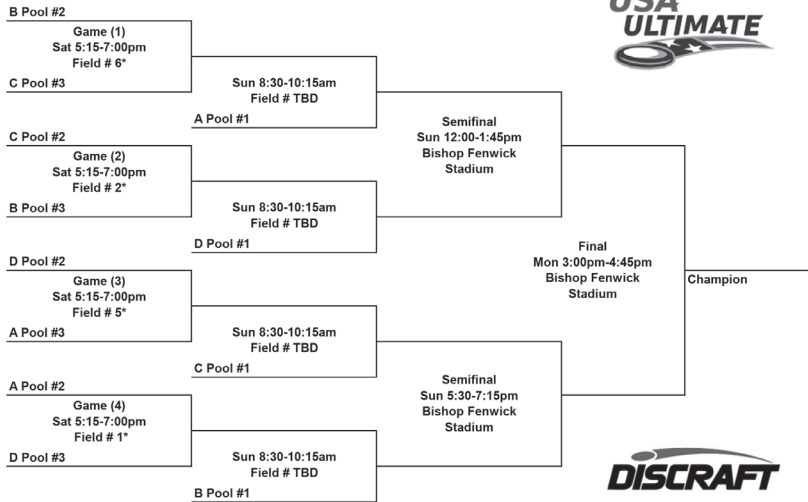 USA
ULTIMATE
B Pool #2
Game (1)
Sat 5:15-7:00pm
Field # 6*
C Pool #3
Sun 8:30-10:15am
Field # TBD
A Pool #1
C Pool #2
Game (2)
Sat 5:15-7:00pm
Field # 2*
B Pool #3
Sun 8:30-10:15am
Field # TBD
D Pool #1
Semifinal
Sun 12:00-1:45pm
Bishop Fenwick
Stadium
D Pool #2
Game (3)
Sat 5:15-7:00pm
Field # 5*
A Pool #3
Sun 8:30-10:15am
Field # TBD
C Pool #1
A Pool #2
Game (4)
Sat 5:15-7:00pm
Field # 1*
D Pool #3
Sun 8:30-10:15am
Field # TBD
B Pool #1
Semifinal
Sun 5:30-7:15pm
Bishop Fenwick
Stadium
Final
Mon 3:00pm-4:45pm
Bishop Fenwick
Stadium
Champion
DISCRAFT